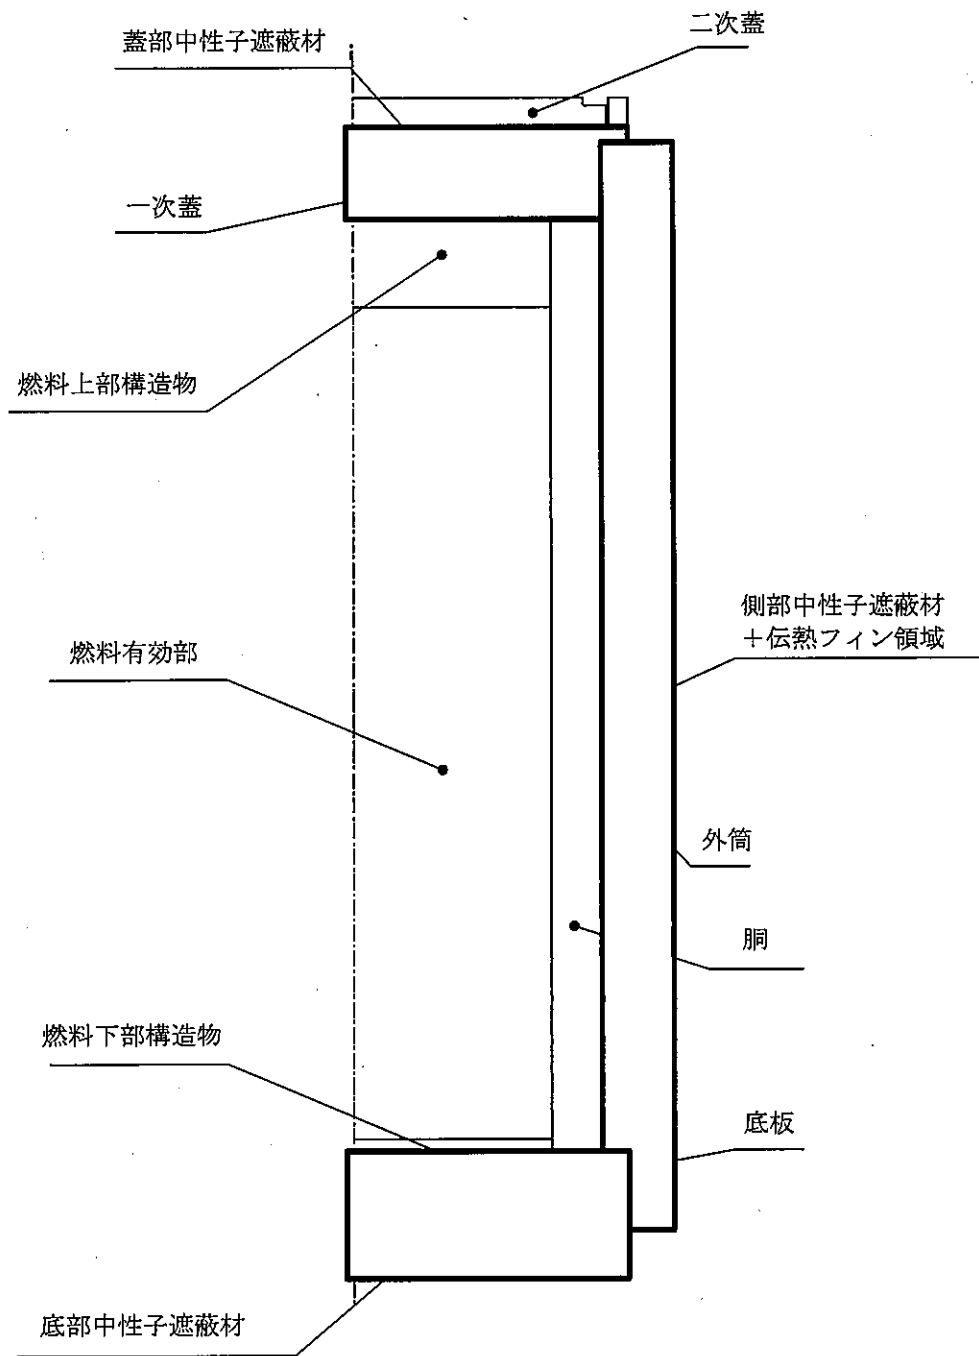 二次蓋
蓋部中性子遮蔽材
一次蓋
燃料上部構造物
側部中性子遮蔽材
+伝熱フィン領域
燃料有効部
外筒
胴
燃料下部構造物
底板
底部中性子遮蔽材